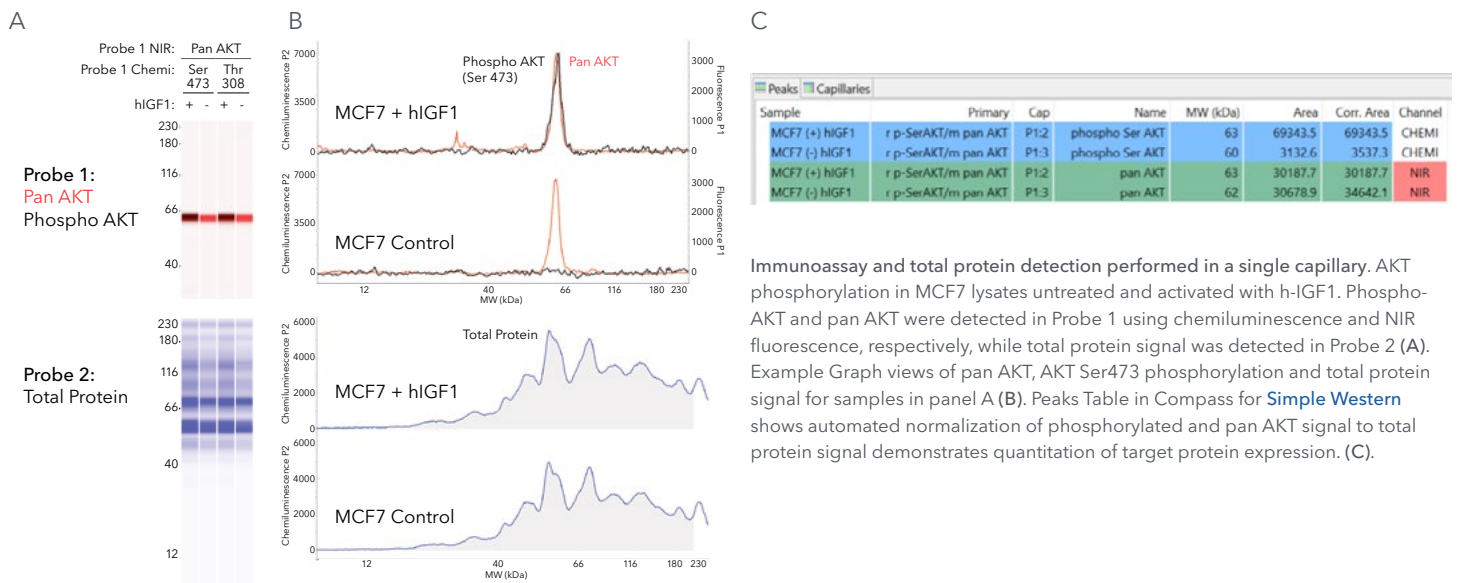 A
Probe 1 NIR: Pan AKT
Probe 1 Chemi: Ser 473 Thr 308
hIGF1: + - + -
230
180
116
66
40
Probe 1:
Pan AKT
Phospho AKT
230
180
116
66
40
12
Probe 2:
Total Protein
B
Chemiluminescence P2
7000
3500
0
Phospho AKT
(Ser 473)
Pan AKT
MCF7 + hIGF1
3000
2000
1000
0
Fluorescence P1
Chemiluminescence P2
7000
3500
0
MCF7 Control
3000
2000
1000
0
Fluorescence P1
12 40 66 116 180 230
MW (kDa)
Chemiluminescence P2
6000
4000
2000
0
Total Protein
MCF7 + hIGF1
Chemiluminescence P2
6000
4000
2000
0
MCF7 Control
12 40 66 116 180 230
MW (kDa)
C
Peaks Capillaries
Sample Primary Cap Name MW (kDa) Area Corr. Area Channel
MCF7 (+) hIGF1 r p-SerAKT/m pan AKT P1:2 phospho Ser AKT 63 69343.5 69343.5 CHEMI
MCF7 (-) hIGF1 r p-SerAKT/m pan AKT P1:3 phospho Ser AKT 60 3132.6 3537.3 CHEMI
MCF7 (+) hIGF1 r p-SerAKT/m pan AKT P1:2 pan AKT 63 30187.7 30187.7 NIR
MCF7 (-) hIGF1 r p-SerAKT/m pan AKT P1:3 pan AKT 62 30678.9 34642.1 NIR
Immunoassay and total protein detection performed in a single capillary. AKT
phosphorylation in MCF7 lysates untreated and activated with h-IGF1. Phospho-
AKT and pan AKT were detected in Probe 1 using chemiluminescence and NIR
fluorescence, respectively, while total protein signal was detected in Probe 2 (A).
Example Graph views of pan AKT, AKT Ser473 phosphorylation and total protein
signal for samples in panel A (B). Peaks Table in Compass for Simple Western
shows automated normalization of phosphorylated and pan AKT signal to total
protein signal demonstrates quantitation of target protein expression. (C).